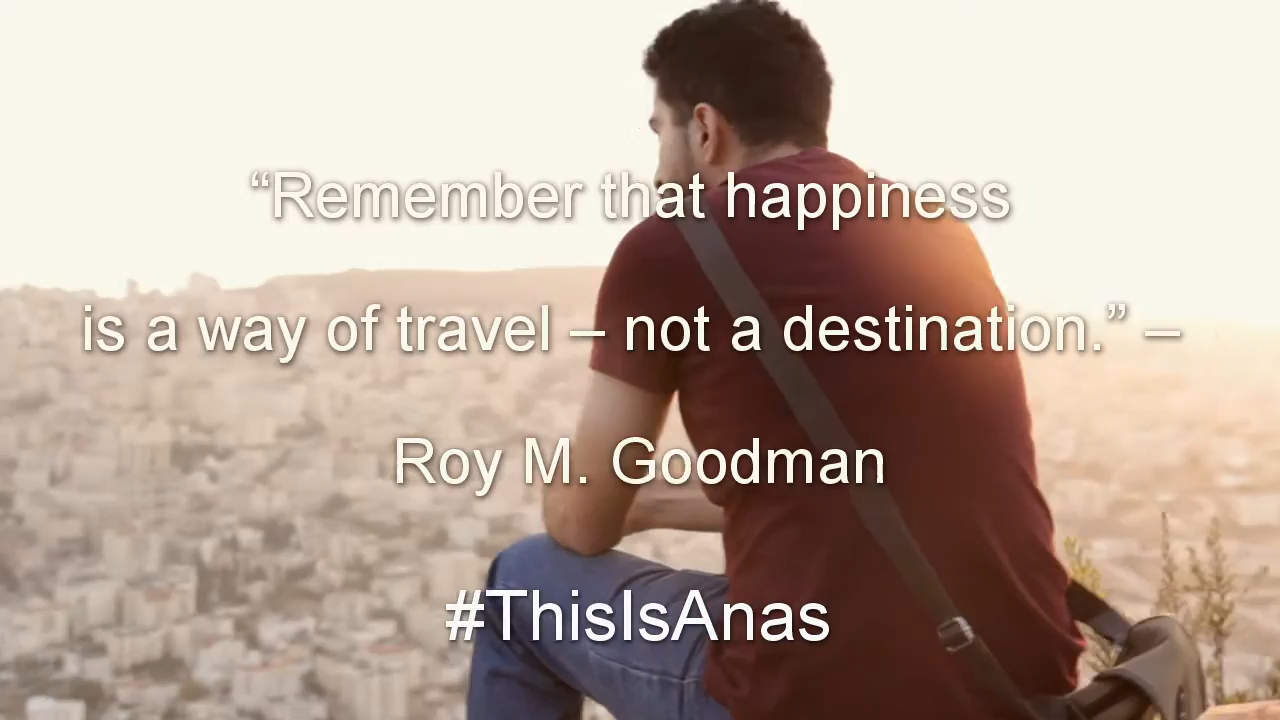 “Remember that happiness
is a way of travel – not a destination.” –
Roy M. Goodman
#ThisIsAnas